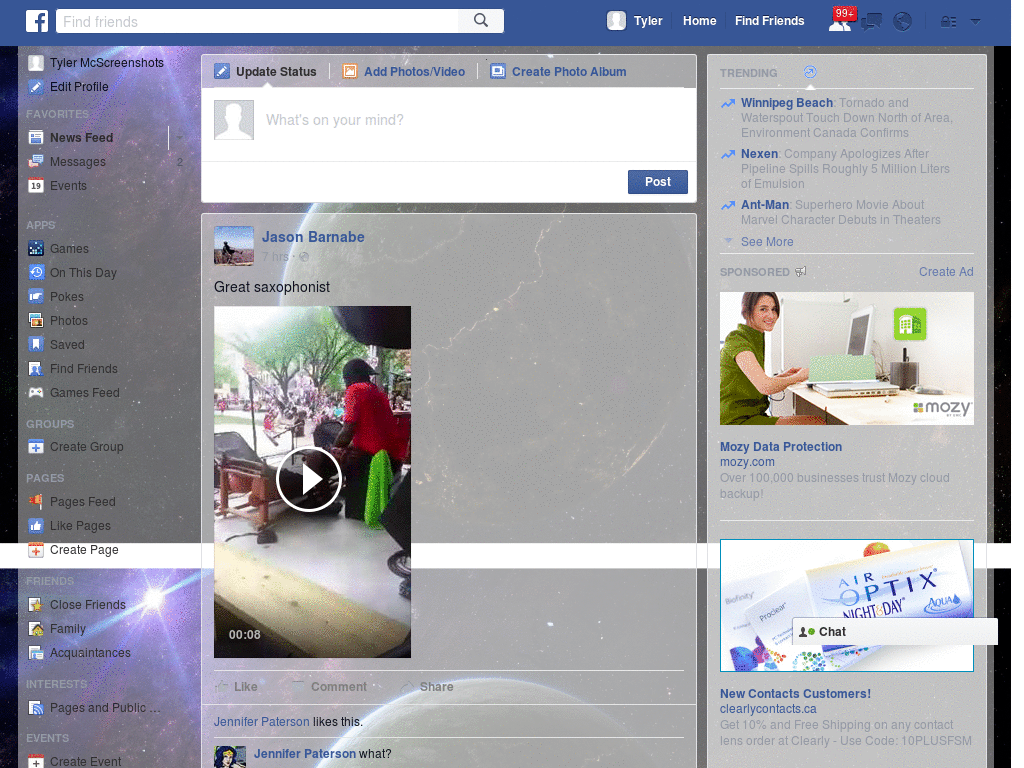 Find friends
Tyler
Home
Find Friends
99+
Tyler McScreenshots
Edit Profile
FAVORITES
News Feed
Messages 2
19 Events
APPS
Games
On This Day
Pokes
Photos
Saved
Find Friends
Games Feed
GROUPS
Create Group
PAGES
Pages Feed
Like Pages
Create Page
FRIENDS
Close Friends
Family
Acquaintances
INTERESTS
Pages and Public ...
EVENTS
Create Event
Update Status
Add Photos/Video
Create Photo Album
What's on your mind?
Post
Jason Barnabe
7 hrs ·
Great saxophonist
00:08
Like
Comment
Share
Jennifer Paterson likes this.
Jennifer Paterson what?
TRENDING
Winnipeg Beach: Tornado and
Waterspout Touch Down North of Area,
Environment Canada Confirms
Nexen: Company Apologizes After
Pipeline Spills Roughly 5 Million Liters
of Emulsion
Ant-Man: Superhero Movie About
Marvel Character Debuts in Theaters
See More
SPONSORED
Create Ad
mozy
Mozy Data Protection
mozy.com
Over 100,000 businesses trust Mozy cloud
backup!
Biofinity
Proclear
AIR
OPTIX
NIGHT & DAY
AQUA
Chat
New Contacts Customers!
clearlycontacts.ca
Get 10% and Free Shipping on any contact
lens order at Clearly - Use Code: 10PLUSFSM